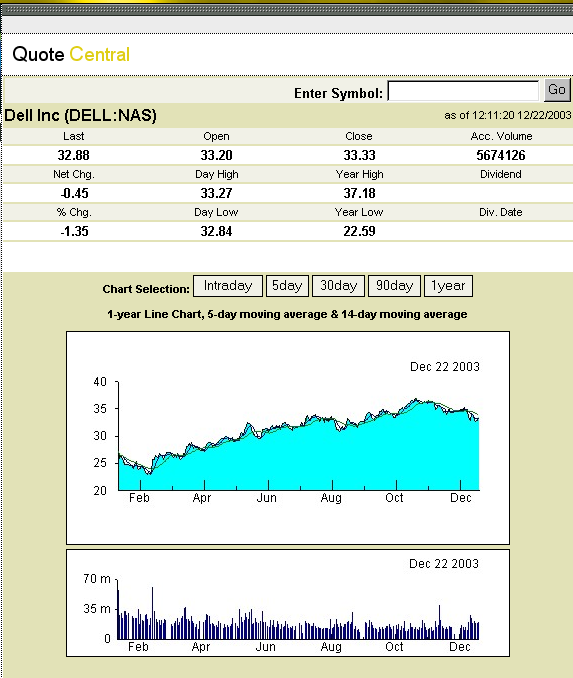 Quote Central
Enter Symbol: Go
Dell Inc (DELL:NAS) as of 12:11:20 12/22/2003
Last Open Close Acc. Volume
32.88 33.20 33.33 5674126
Net Chg. Day High Year High Dividend
-0.45 33.27 37.18
% Chg. Day Low Year Low Div. Date
-1.35 32.84 22.59
Chart Selection: Intraday 5day 30day 90day 1year
1-year Line Chart, 5-day moving average & 14-day moving average
Dec 22 2003
40
35
30
25
20
Feb Apr Jun Aug Oct Dec
Dec 22 2003
70 m
35 m
0
Feb Apr Jun Aug Oct Dec